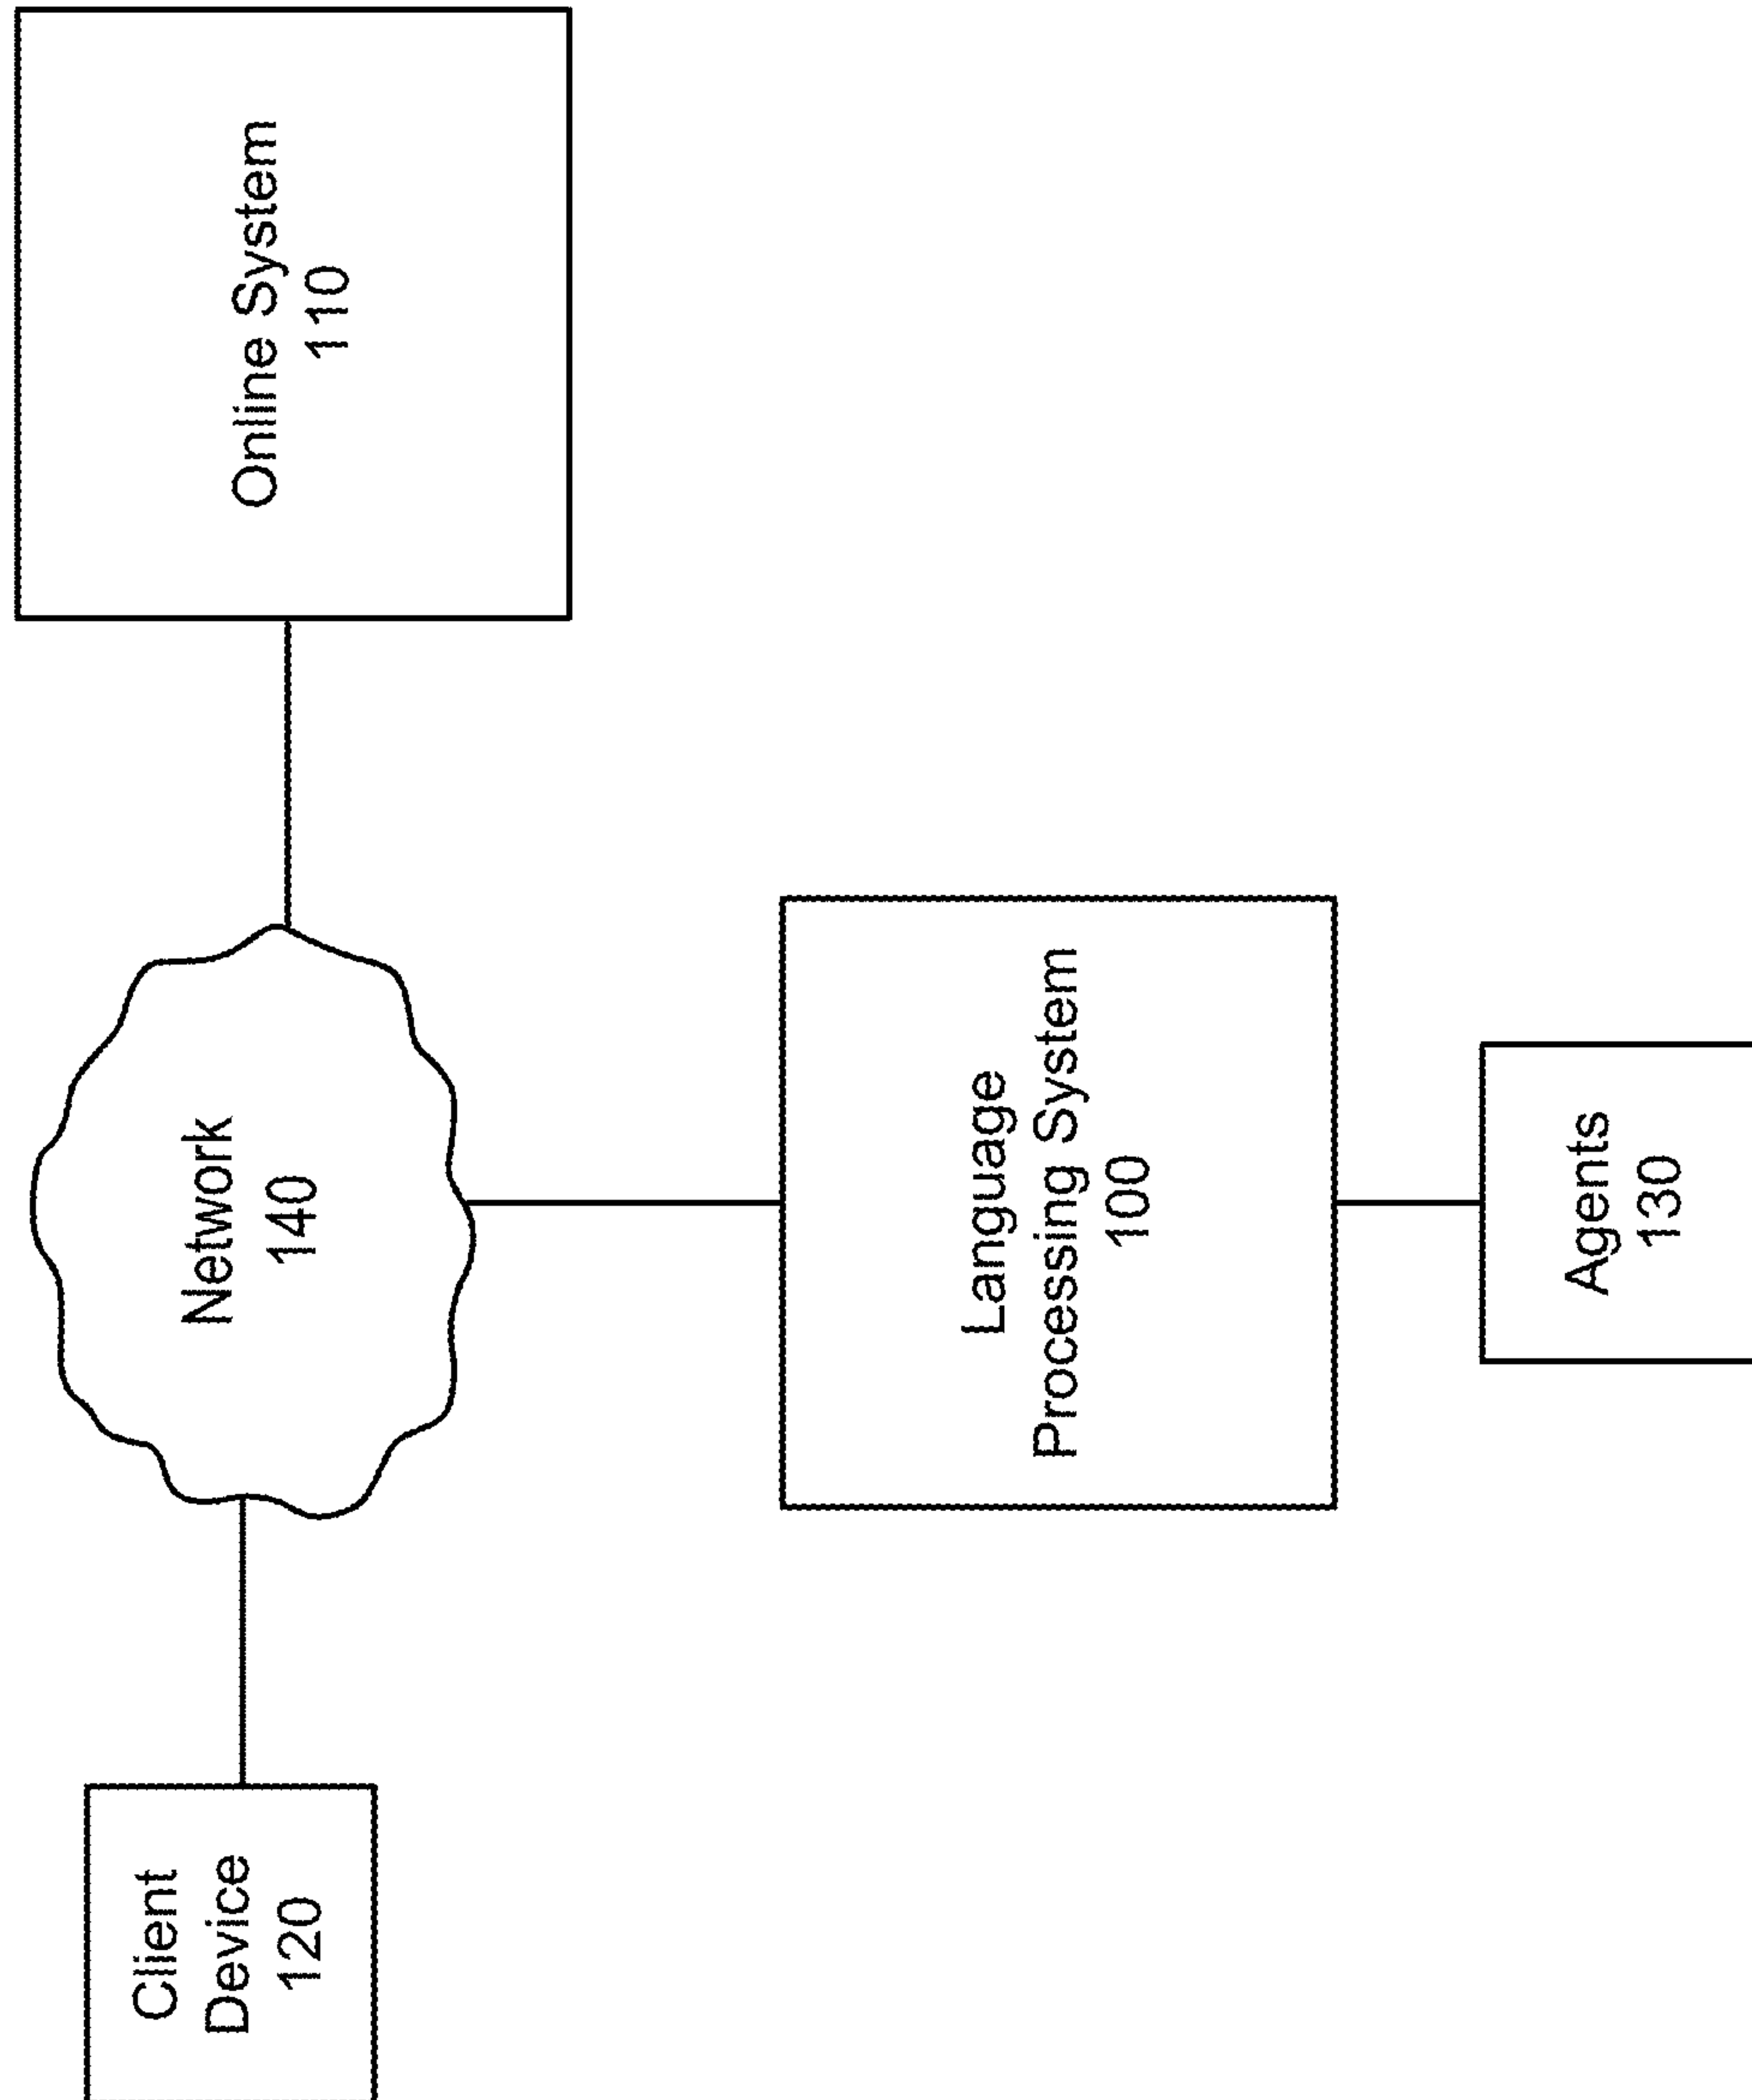 Client
Device
120
Network
140
Online System
110
Language
Processing System
100
Agents
130